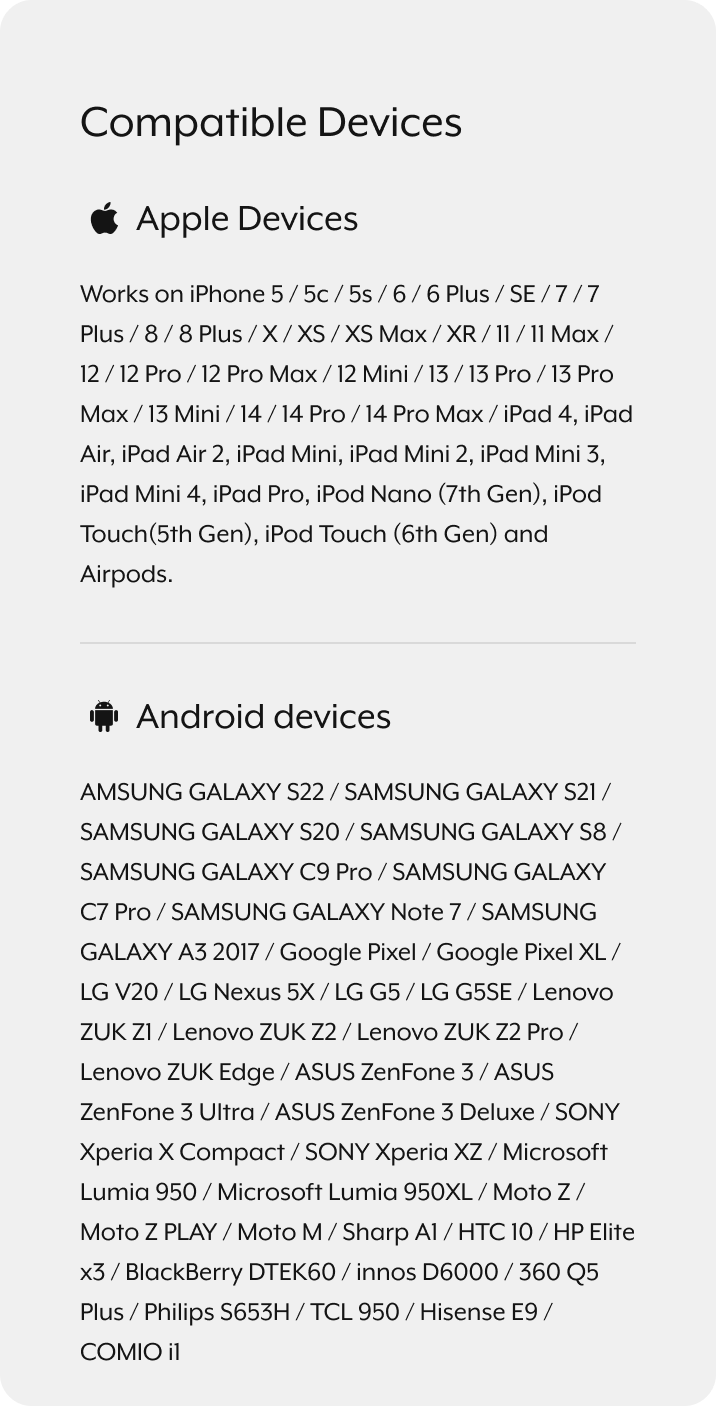 Compatible Devices
Apple Devices
Works on iPhone 5 / 5c / 5s / 6 / 6 Plus / SE / 7 / 7
Plus / 8 / 8 Plus / X / XS / XS Max / XR / 11 / 11 Max /
12 / 12 Pro / 12 Pro Max / 12 Mini / 13 / 13 Pro / 13 Pro
Max / 13 Mini / 14 / 14 Pro / 14 Pro Max / iPad 4, iPad
Air, iPad Air 2, iPad Mini, iPad Mini 2, iPad Mini 3,
iPad Mini 4, iPad Pro, iPod Nano (7th Gen), iPod
Touch(5th Gen), iPod Touch (6th Gen) and
Airpods.
Android devices
AMSUNG GALAXY S22 / SAMSUNG GALAXY S21 /
SAMSUNG GALAXY S20 / SAMSUNG GALAXY S8 /
SAMSUNG GALAXY C9 Pro / SAMSUNG GALAXY
C7 Pro / SAMSUNG GALAXY Note 7 / SAMSUNG
GALAXY A3 2017 / Google Pixel / Google Pixel XL /
LG V20 / LG Nexus 5X / LG G5 / LG G5SE / Lenovo
ZUK Z1 / Lenovo ZUK Z2 / Lenovo ZUK Z2 Pro /
Lenovo ZUK Edge / ASUS ZenFone 3 / ASUS
ZenFone 3 Ultra / ASUS ZenFone 3 Deluxe / SONY
Xperia X Compact / SONY Xperia XZ / Microsoft
Lumia 950 / Microsoft Lumia 950XL / Moto Z /
Moto Z PLAY / Moto M / Sharp A1 / HTC 10 / HP Elite
x3 / BlackBerry DTEK60 / innos D6000 / 360 Q5
Plus / Philips S653H / TCL 950 / Hisense E9 /
COMIO i1